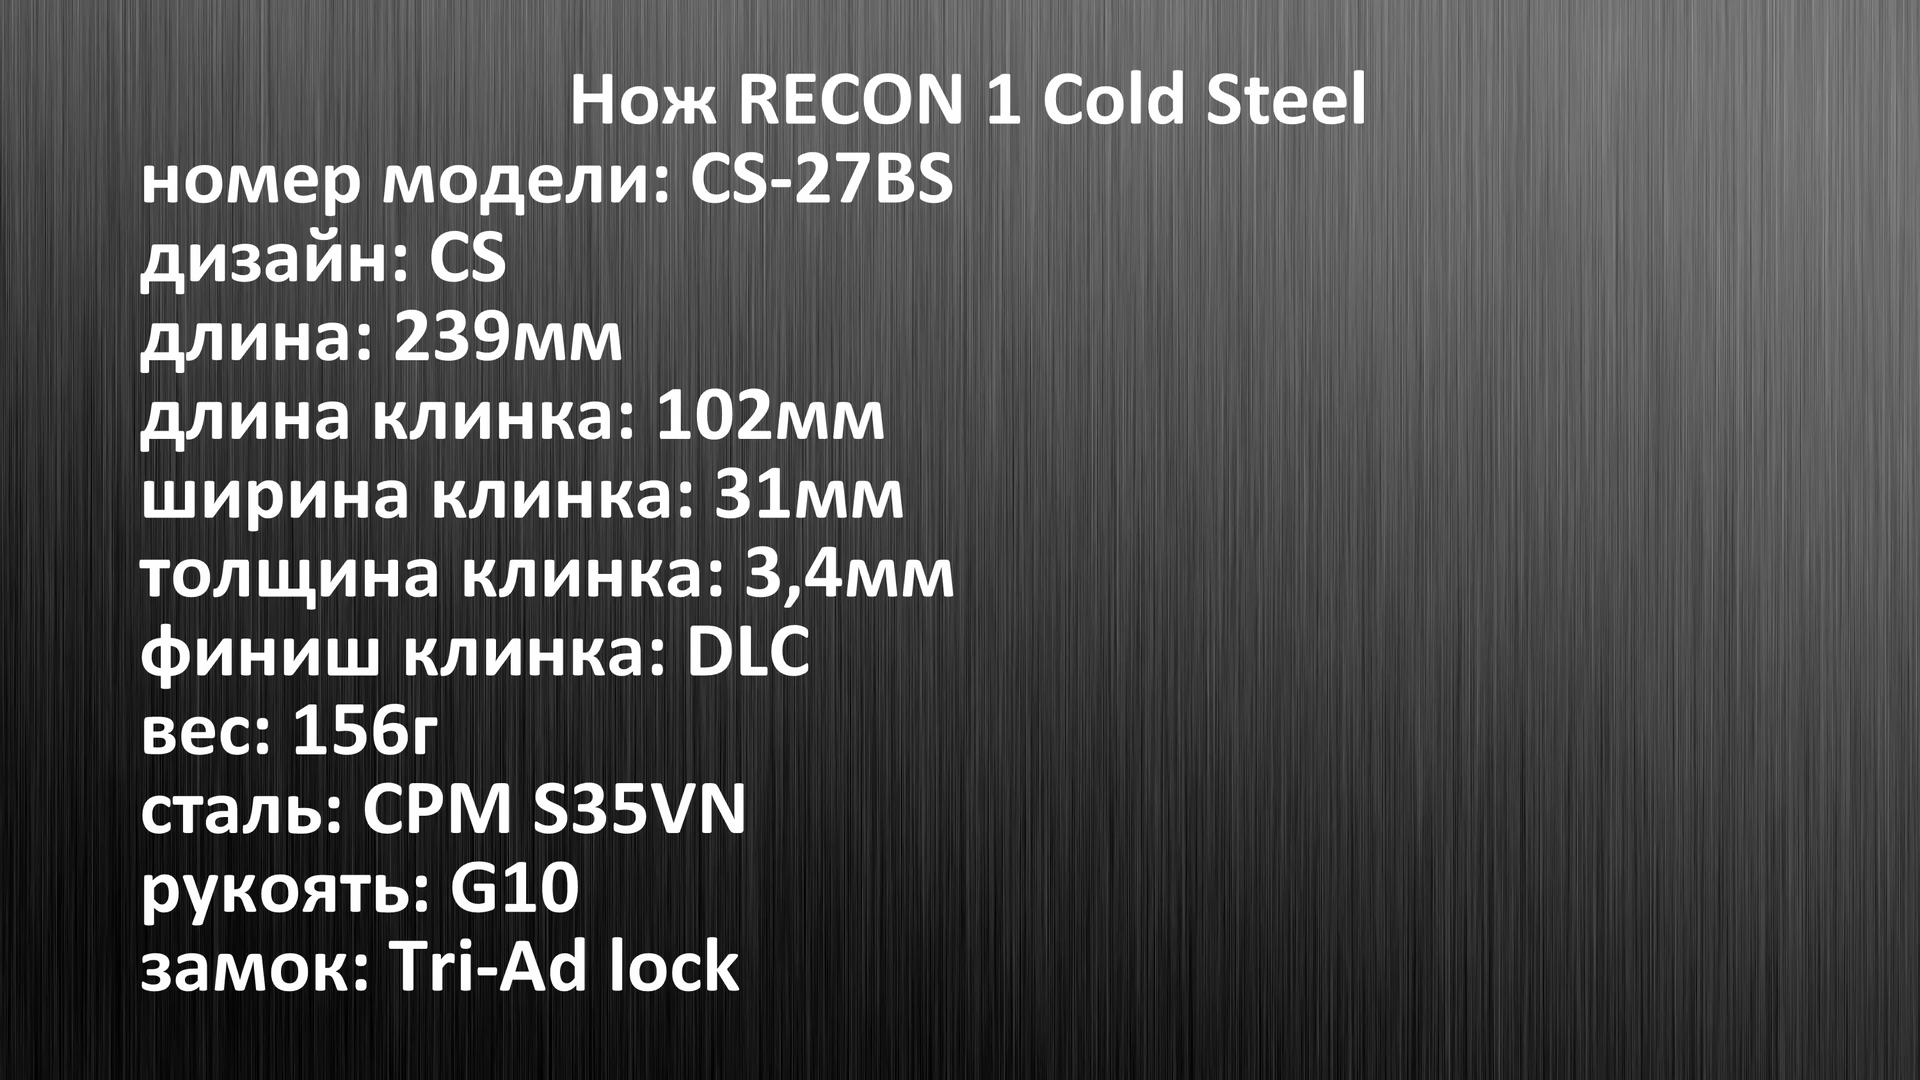 Нож RECON 1 Cold Steel
номер модели: CS-27BS
дизайн: CS
длина: 239мм
длина клинка: 102мм
ширина клинка: 31мм
толщина клинка: 3,4мм
финиш клинка: DLC
вес: 156г
сталь: CPM S35VN
рукоять: G10
замок: Tri-Ad lock